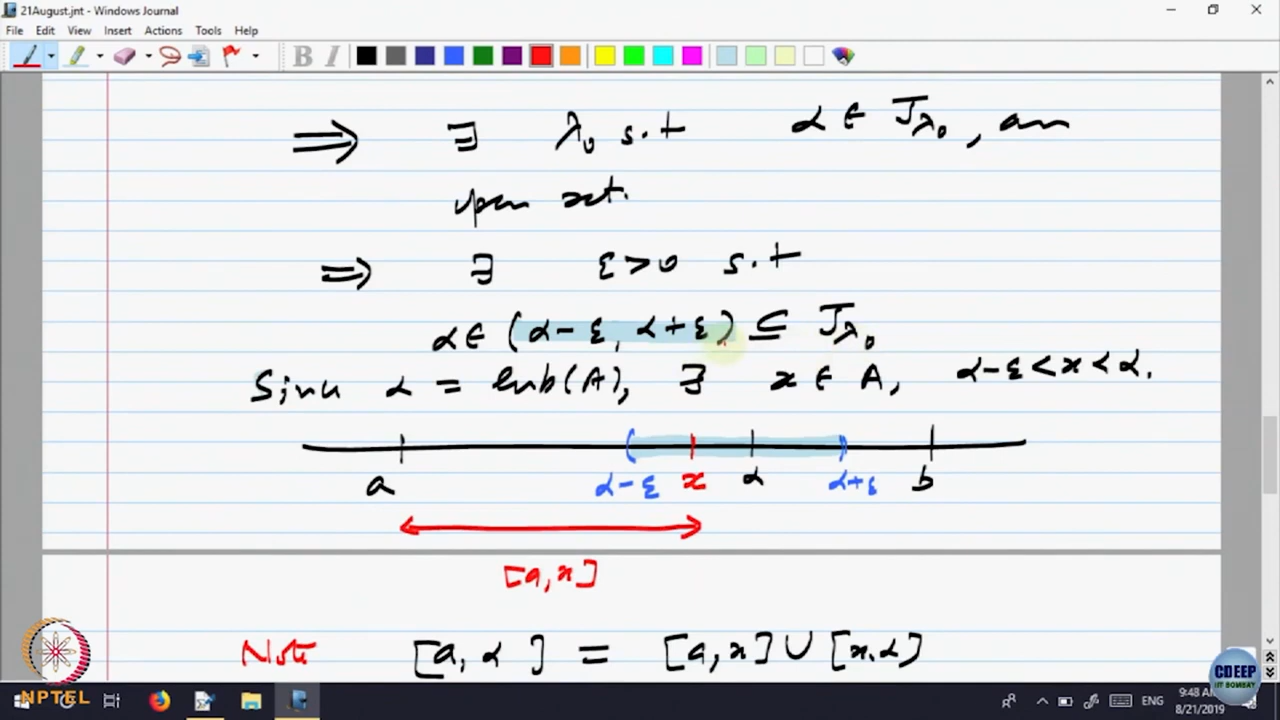 21August.jnt - Windows Journal
File Edit View Insert Actions Tools Help
B I
⟹ ∃ λ₀ s.t α ∈ J_λ₀, an
open set.
⟹ ∃ ε>0 s.t
α ∈ (α-ε, α+ε) ⊆ J_λ₀
Since α = lub(A), ∃ x ∈ A, α-ε<x<α.
a α-ε x α α+ε b
[a,x]
Note [a, α] = [a,x] ∪ [x,α]
NPTEL
CDEEP
IIT BOMBAY
ENG
9:48 AM
8/21/2019